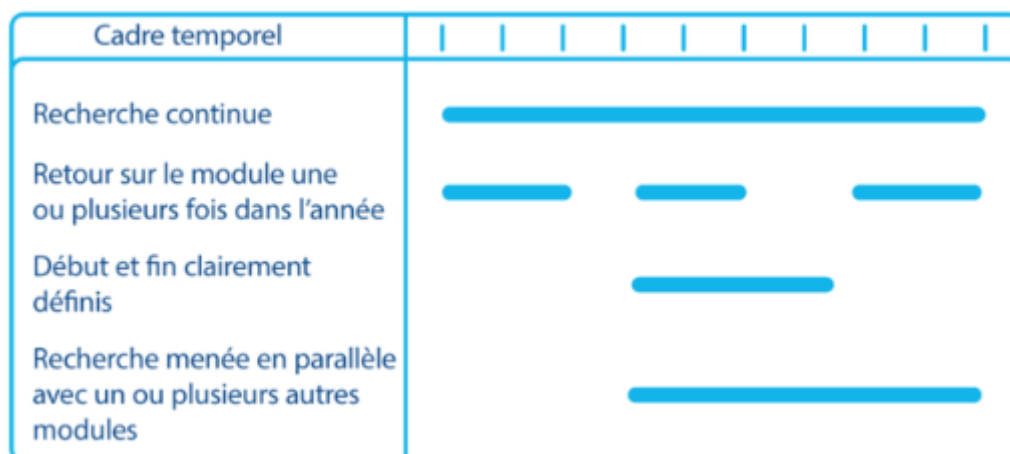 Cadre temporel
Recherche continue
Retour sur le module une
ou plusieurs fois dans l'année
Début et fin clairement
définis
Recherche menée en parallèle
avec un ou plusieurs autres
modules